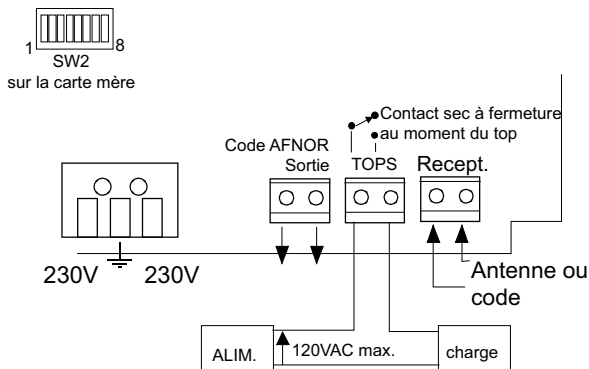 1 8
SW2
sur la carte mère
Contact sec à fermeture
au moment du top
Code AFNOR
Sortie
TOPS
Recept.
230V 230V
Antenne ou
code
ALIM.
120VAC max.
charge